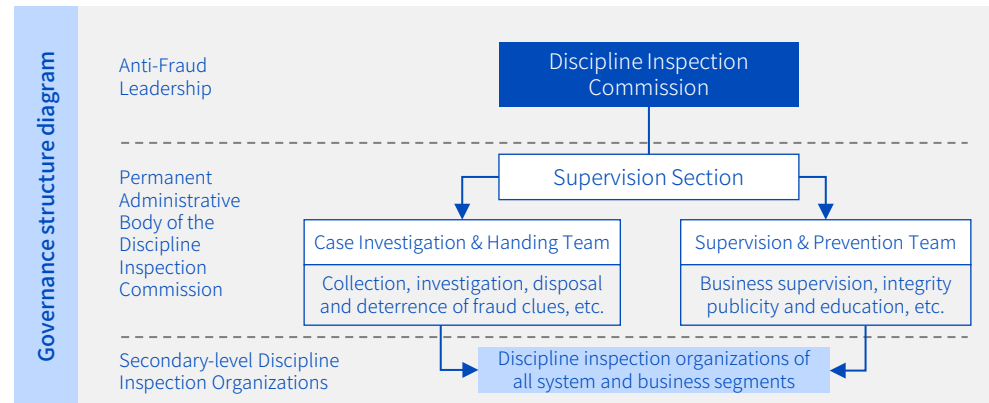 Governance structure diagram
Anti-Fraud
Leadership
Discipline Inspection
Commission
Permanent
Administrative
Body of the
Discipline
Inspection
Commission
Supervision Section
Case Investigation & Handing Team
Collection, investigation, disposal
and deterrence of fraud clues, etc.
Supervision & Prevention Team
Business supervision, integrity
publicity and education, etc.
Secondary-level Discipline
Inspection Organizations
Discipline inspection organizations of
all system and business segments